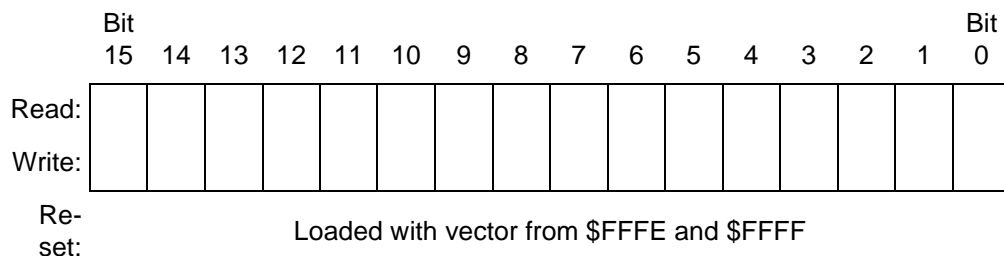 Bit Bit
15 14 13 12 11 10 9 8 7 6 5 4 3 2 1 0
Read:
Write:
Re-
set:
Loaded with vector from $FFFE and $FFFF